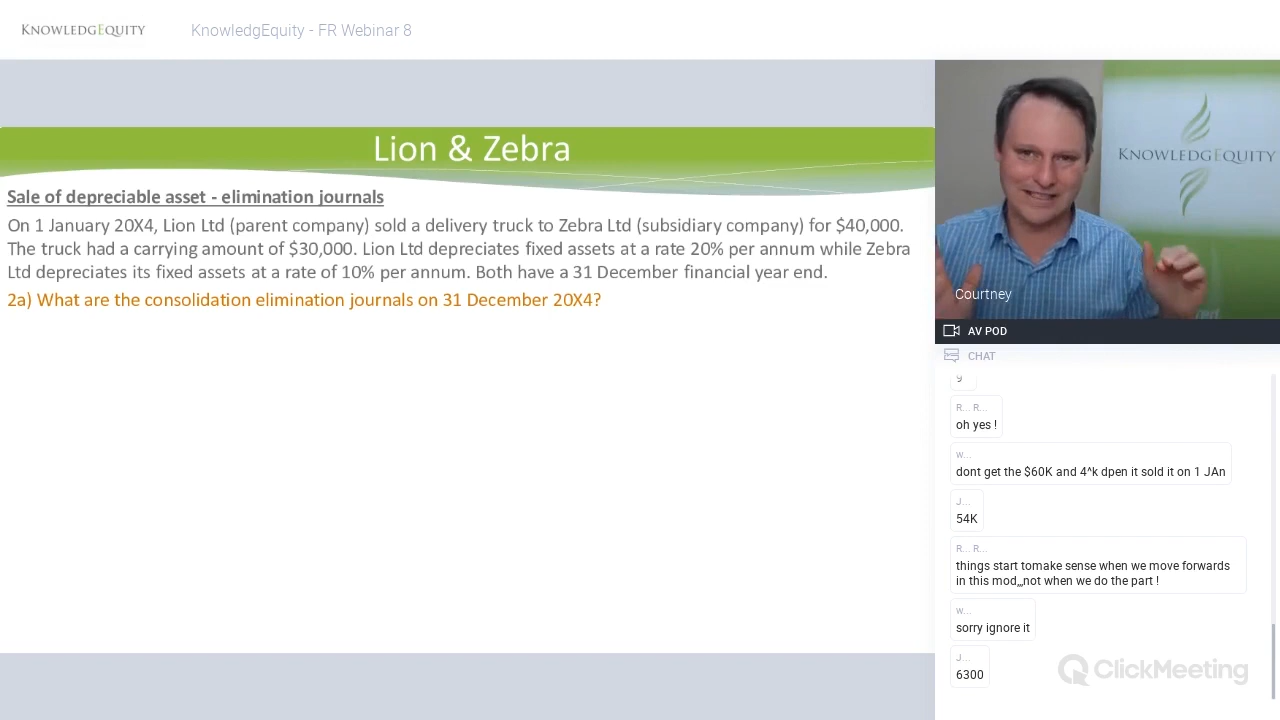 KNOWLEDGEQUITY
KnowledgEquity - FR Webinar 8
Lion & Zebra
Sale of depreciable asset - elimination journals
On 1 January 20X4, Lion Ltd (parent company) sold a delivery truck to Zebra Ltd (subsidiary company) for $40,000.
The truck had a carrying amount of $30,000. Lion Ltd depreciates fixed assets at a rate 20% per annum while Zebra
Ltd depreciates its fixed assets at a rate of 10% per annum. Both have a 31 December financial year end.
2a) What are the consolidation elimination journals on 31 December 20X4?
KNOWLEDGEQUITY
Courtney
AV POD
CHAT
9
R... R...
oh yes !
w...
dont get the $60K and 4^k dpen it sold it on 1 JAn
J...
54K
R... R...
things start tomake sense when we move forwards
in this mod,,,not when we do the part !
w...
sorry ignore it
J...
6300
ClickMeeting